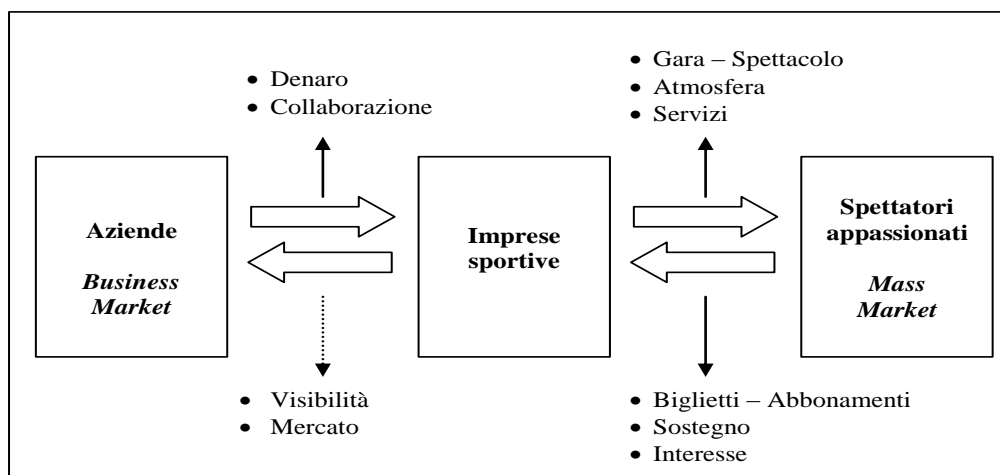 • Denaro
• Collaborazione
• Gara – Spettacolo
• Atmosfera
• Servizi
Aziende
Business
Market
Imprese
sportive
Spettatori
appassionati
Mass
Market
• Visibilità
• Mercato
• Biglietti – Abbonamenti
• Sostegno
• Interesse